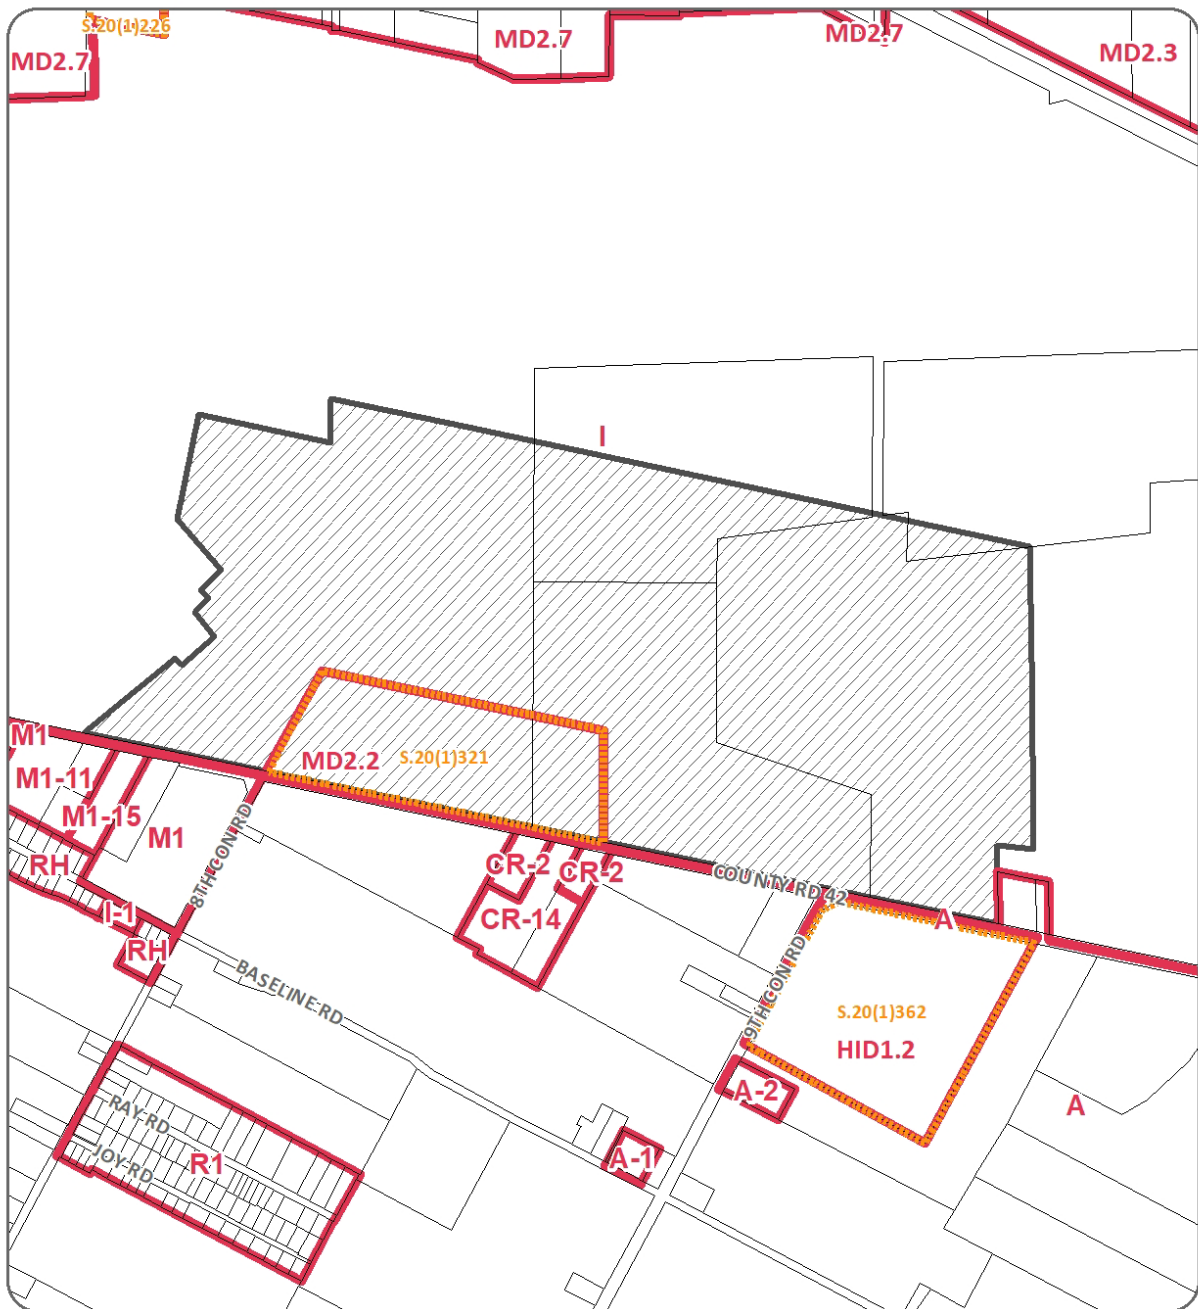 S.20(1)226
MD2.7
MD2.7
MD2.7
MD2.3
I
M1
M1-11
M1-15
M1
RH
I-1
RH
MD2.2
S.20(1)321
8TH CON RD
CR-2
CR-2
CR-14
COUNTY RD 42
A
9TH CON RD
S.20(1)362
HID1.2
A-2
A
BASELINE RD
RAY RD
JOY RD
R1
A-1